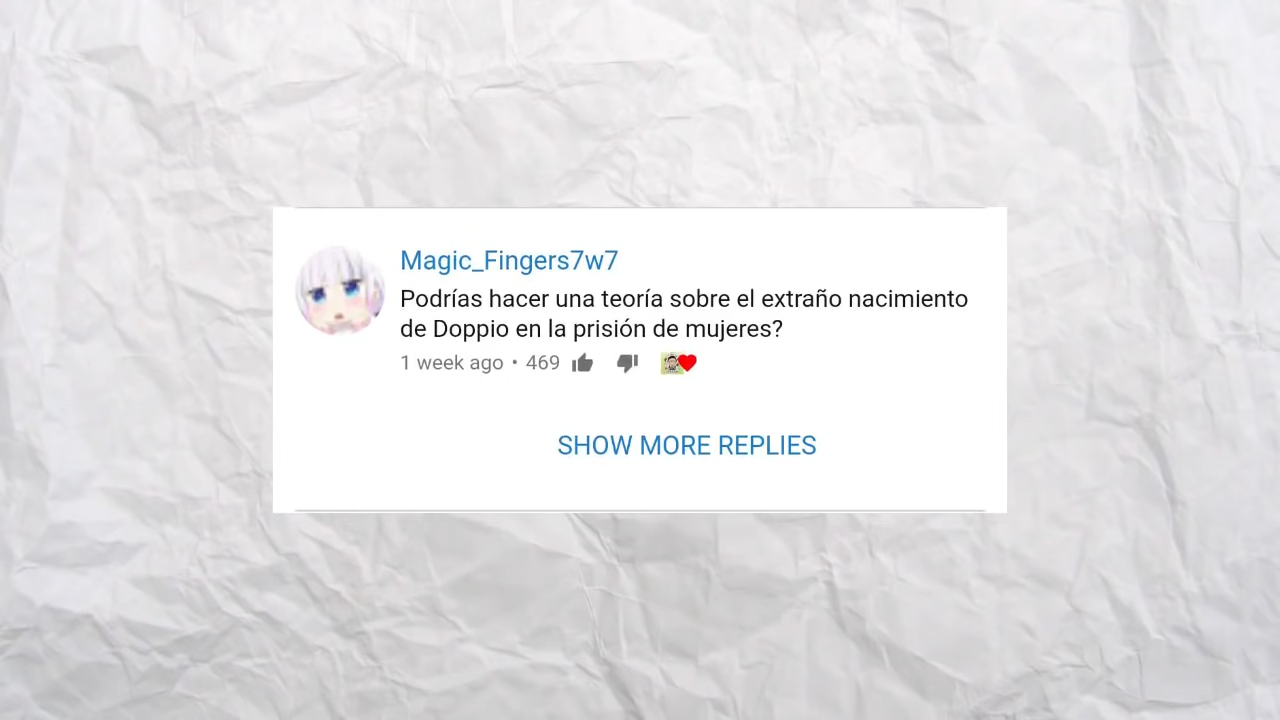 Magic_Fingers7w7
Podrías hacer una teoría sobre el extraño nacimiento
de Doppio en la prisión de mujeres?
1 week ago • 469
SHOW MORE REPLIES